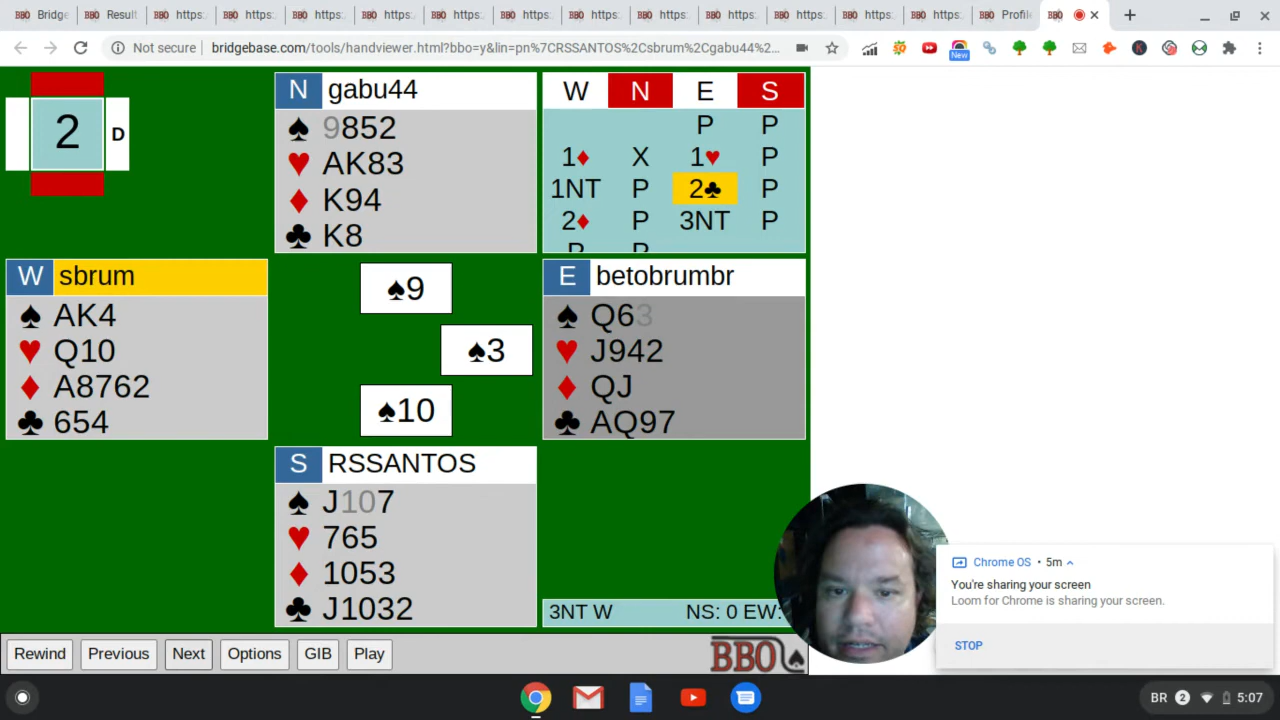 Bridge
Result
https:
https:
https:
https:
https:
https:
https:
https:
https:
https:
https:
https:
Profile
Not secure
bridgebase.com/tools/handviewer.html?bbo=y&lin=pn%7CRSSANTOS%2Csbrum%2Cgabu44%2...
New
2
D
N gabu44
♠ 9852
♥ AK83
♦ K94
♣ K8
W N E S
P P
1♦ X 1♥ P
1NT P 2♣ P
2♦ P 3NT P
P P
W sbrum
♠ AK4
♥ Q10
♦ A8762
♣ 654
♠9
♠3
♠10
E betobrumbr
♠ Q63
♥ J942
♦ QJ
♣ AQ97
S RSSANTOS
♠ J107
♥ 765
♦ 1053
♣ J1032
3NT W NS: 0 EW:
Rewind
Previous
Next
Options
GIB
Play
BBO
Chrome OS • 5m
You're sharing your screen
Loom for Chrome is sharing your screen.
STOP
BR 2 5:07